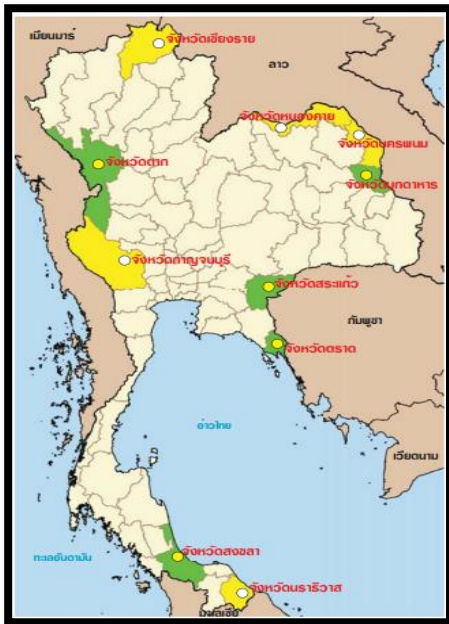 เมียนมาร์
จังหวัดเชียงราย
ลาว
จังหวัดหนองคาย
จังหวัดนครพนม
จังหวัดตาก
จังหวัดมุกดาหาร
จังหวัดกาญจนบุรี
จังหวัดสระแก้ว
กัมพูชา
จังหวัดตราด
อ่าวไทย
เวียดนาม
ทะเลอันดามัน
จังหวัดสงขลา
จังหวัดนราธิวาส
มาเลเซีย